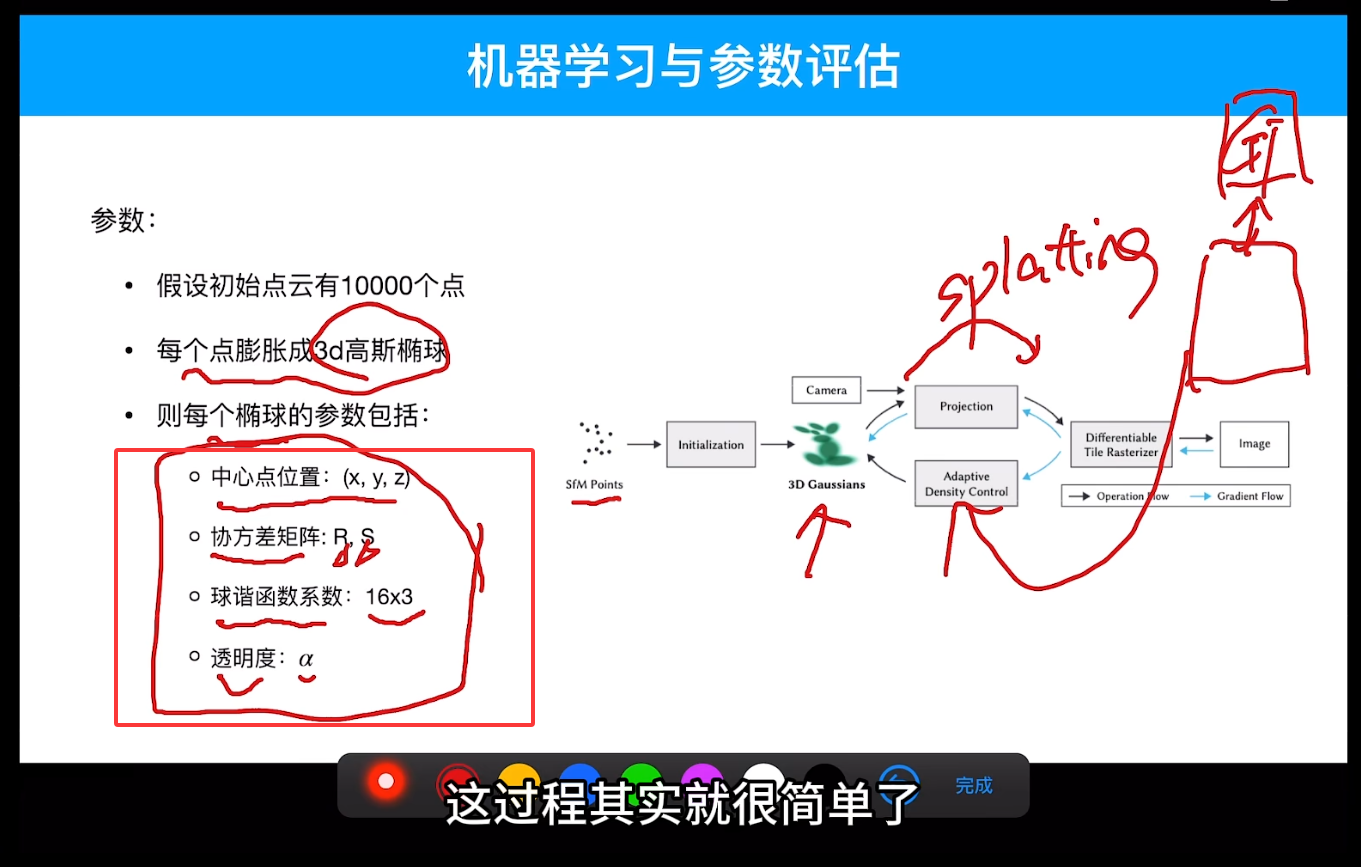 机器学习与参数评估
参数：
• 假设初始点云有10000个点
• 每个点膨胀成3d高斯椭球
• 则每个椭球的参数包括：
中心点位置：(x, y, z)
协方差矩阵: R, S
球谐函数系数：16x3
透明度：α
splatting
Camera
Projection
SfM Points
Initialization
3D Gaussians
Adaptive
Density Control
Differentiable
Tile Rasterizer
Image
Operation Flow
Gradient Flow
完成
这过程其实就很简单了